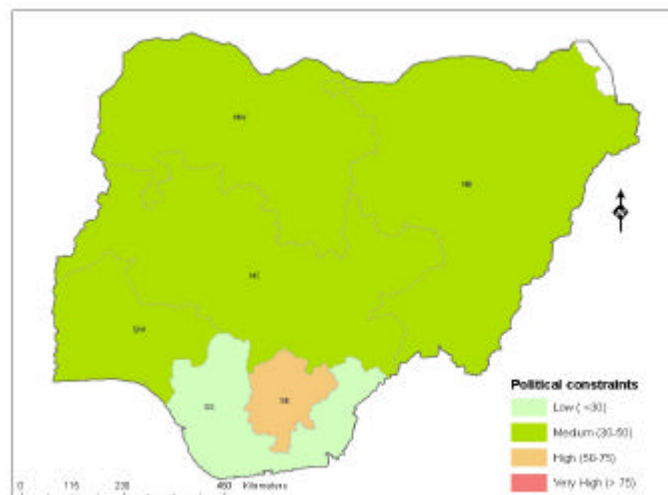 NW
NE
NC
SW
SS
SE
Political constraints
Low ( <30)
Medium (30-50)
High (50-75)
Very High (> 75)
0 115 230 460 Kilometers